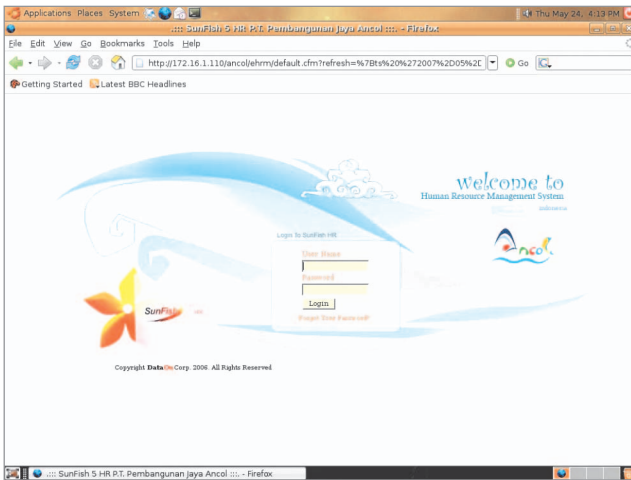 Applications Places System
Thu May 24, 4:13 PM
.::: SunFish 5 HR P.T. Pembangunan Jaya Ancol :::. - Firefox
File Edit View Go Bookmarks Tools Help
http://172.16.1.110/ancol/ehrm/default.cfm?refresh=%7Bts%20%272007%2D05%2D
Go
Getting Started Latest BBC Headlines
welcome to
Human Resource Management System
indonesia
Ancol
Login To SunFish HR
User Name
Password
Login
Forgot Your Password?
SunFish
Copyright DataOn Corp. 2006. All Rights Reserved
.::: SunFish 5 HR P.T. Pembangunan Jaya Ancol :::. - Firefox